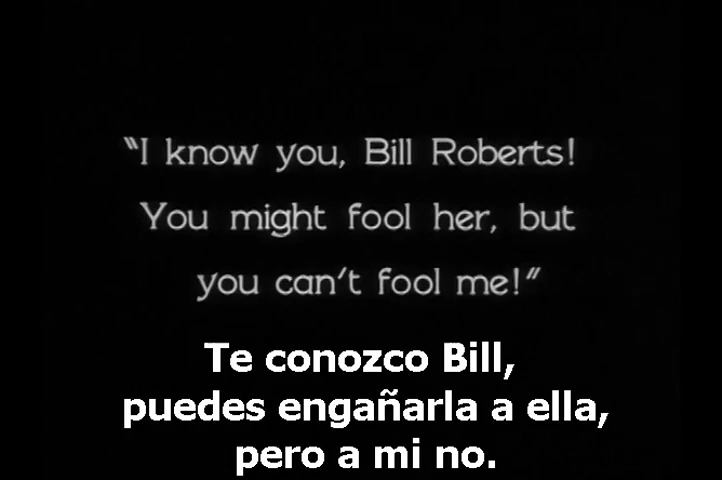 "I know you, Bill Roberts!
You might fool her, but
you can't fool me!"
Te conozco Bill,
puedes engañarla a ella,
pero a mi no.